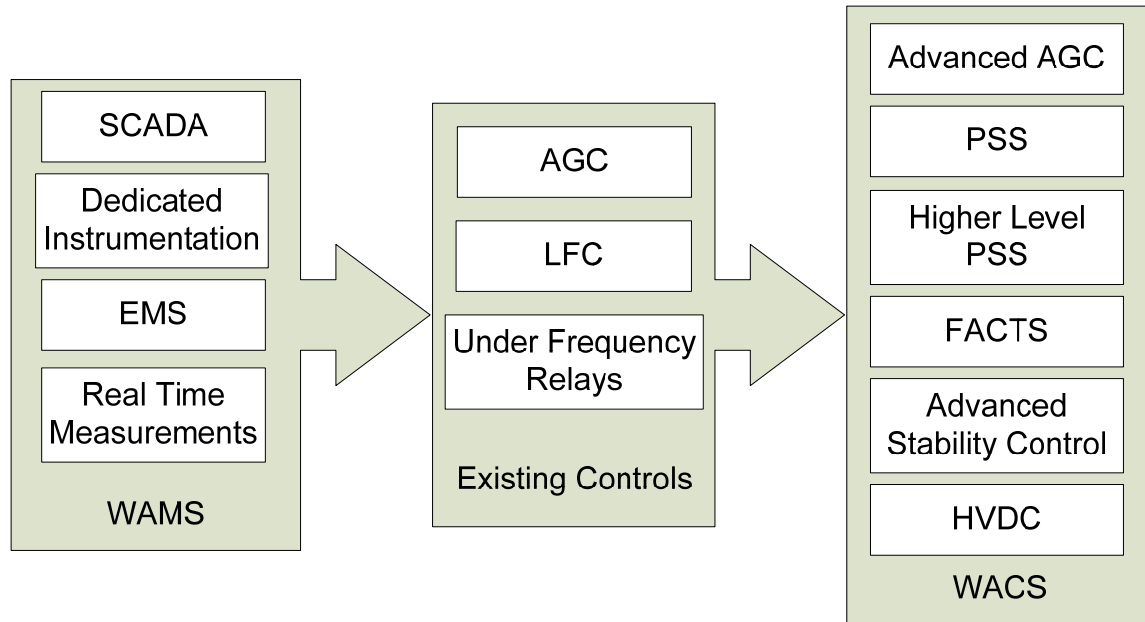 SCADA
Dedicated
Instrumentation
EMS
Real Time
Measurements
WAMS
AGC
LFC
Under Frequency
Relays
Existing Controls
Advanced AGC
PSS
Higher Level
PSS
FACTS
Advanced
Stability Control
HVDC
WACS